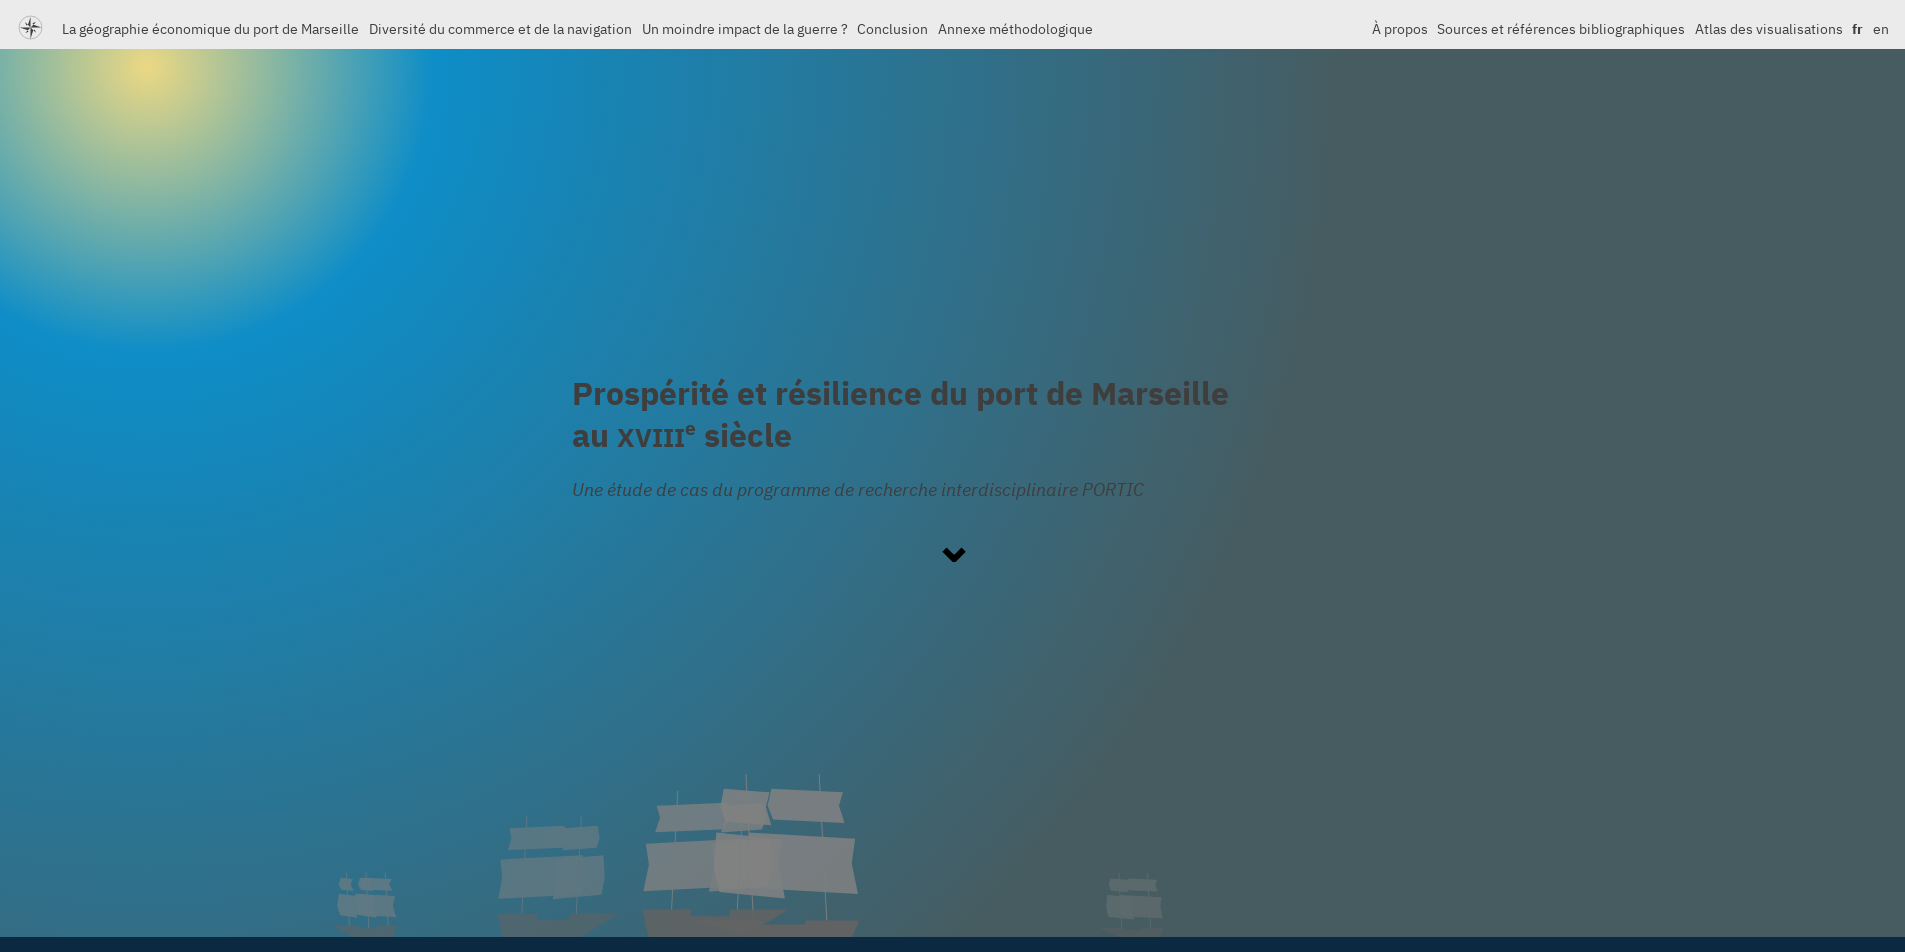 La géographie économique du port de Marseille Diversité du commerce et de la navigation Un moindre impact de la guerre ? Conclusion Annexe méthodologique À propos Sources et références bibliographiques Atlas des visualisations fr en
Prospérité et résilience du port de Marseille
au XVIIIe siècle
Une étude de cas du programme de recherche interdisciplinaire PORTIC